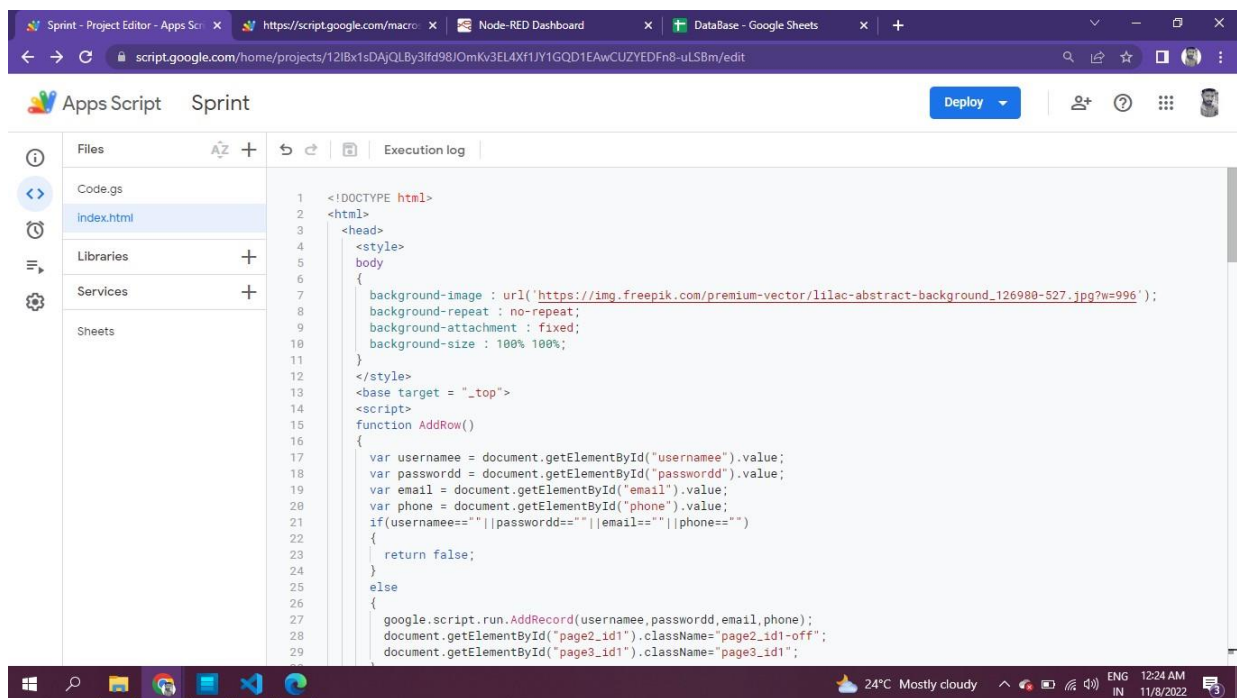 Sprint - Project Editor - Apps Scri
https://script.google.com/macro
Node-RED Dashboard
DataBase - Google Sheets
script.google.com/home/projects/12IBx1sDAjQLBy3Ifd98JOmKv3EL4Xf1JY1GQD1EAwCUZYEDFn8-uLSBm/edit
Apps Script Sprint
Deploy
Files
AZ
Execution log
Code.gs
index.html
Libraries
Services
Sheets
1 <!DOCTYPE html>
2 <html>
3 <head>
4 <style>
5 body
6 {
7 background-image : url('https://img.freepik.com/premium-vector/lilac-abstract-background_126980-527.jpg?w=996');
8 background-repeat : no-repeat;
9 background-attachment : fixed;
10 background-size : 100% 100%;
11 }
12 </style>
13 <base target = "_top">
14 <script>
15 function AddRow()
16 {
17 var usernamee = document.getElementById("usernamee").value;
18 var passwordd = document.getElementById("passwordd").value;
19 var email = document.getElementById("email").value;
20 var phone = document.getElementById("phone").value;
21 if(usernamee==""||passwordd==""||email==""||phone=="")
22 {
23 return false;
24 }
25 else
26 {
27 google.script.run.AddRecord(usernamee,passwordd,email,phone);
28 document.getElementById("page2_id1").className="page2_id1-off";
29 document.getElementById("page3_id1").className="page3_id1";
24°C Mostly cloudy
ENG
IN
12:24 AM
11/8/2022
3